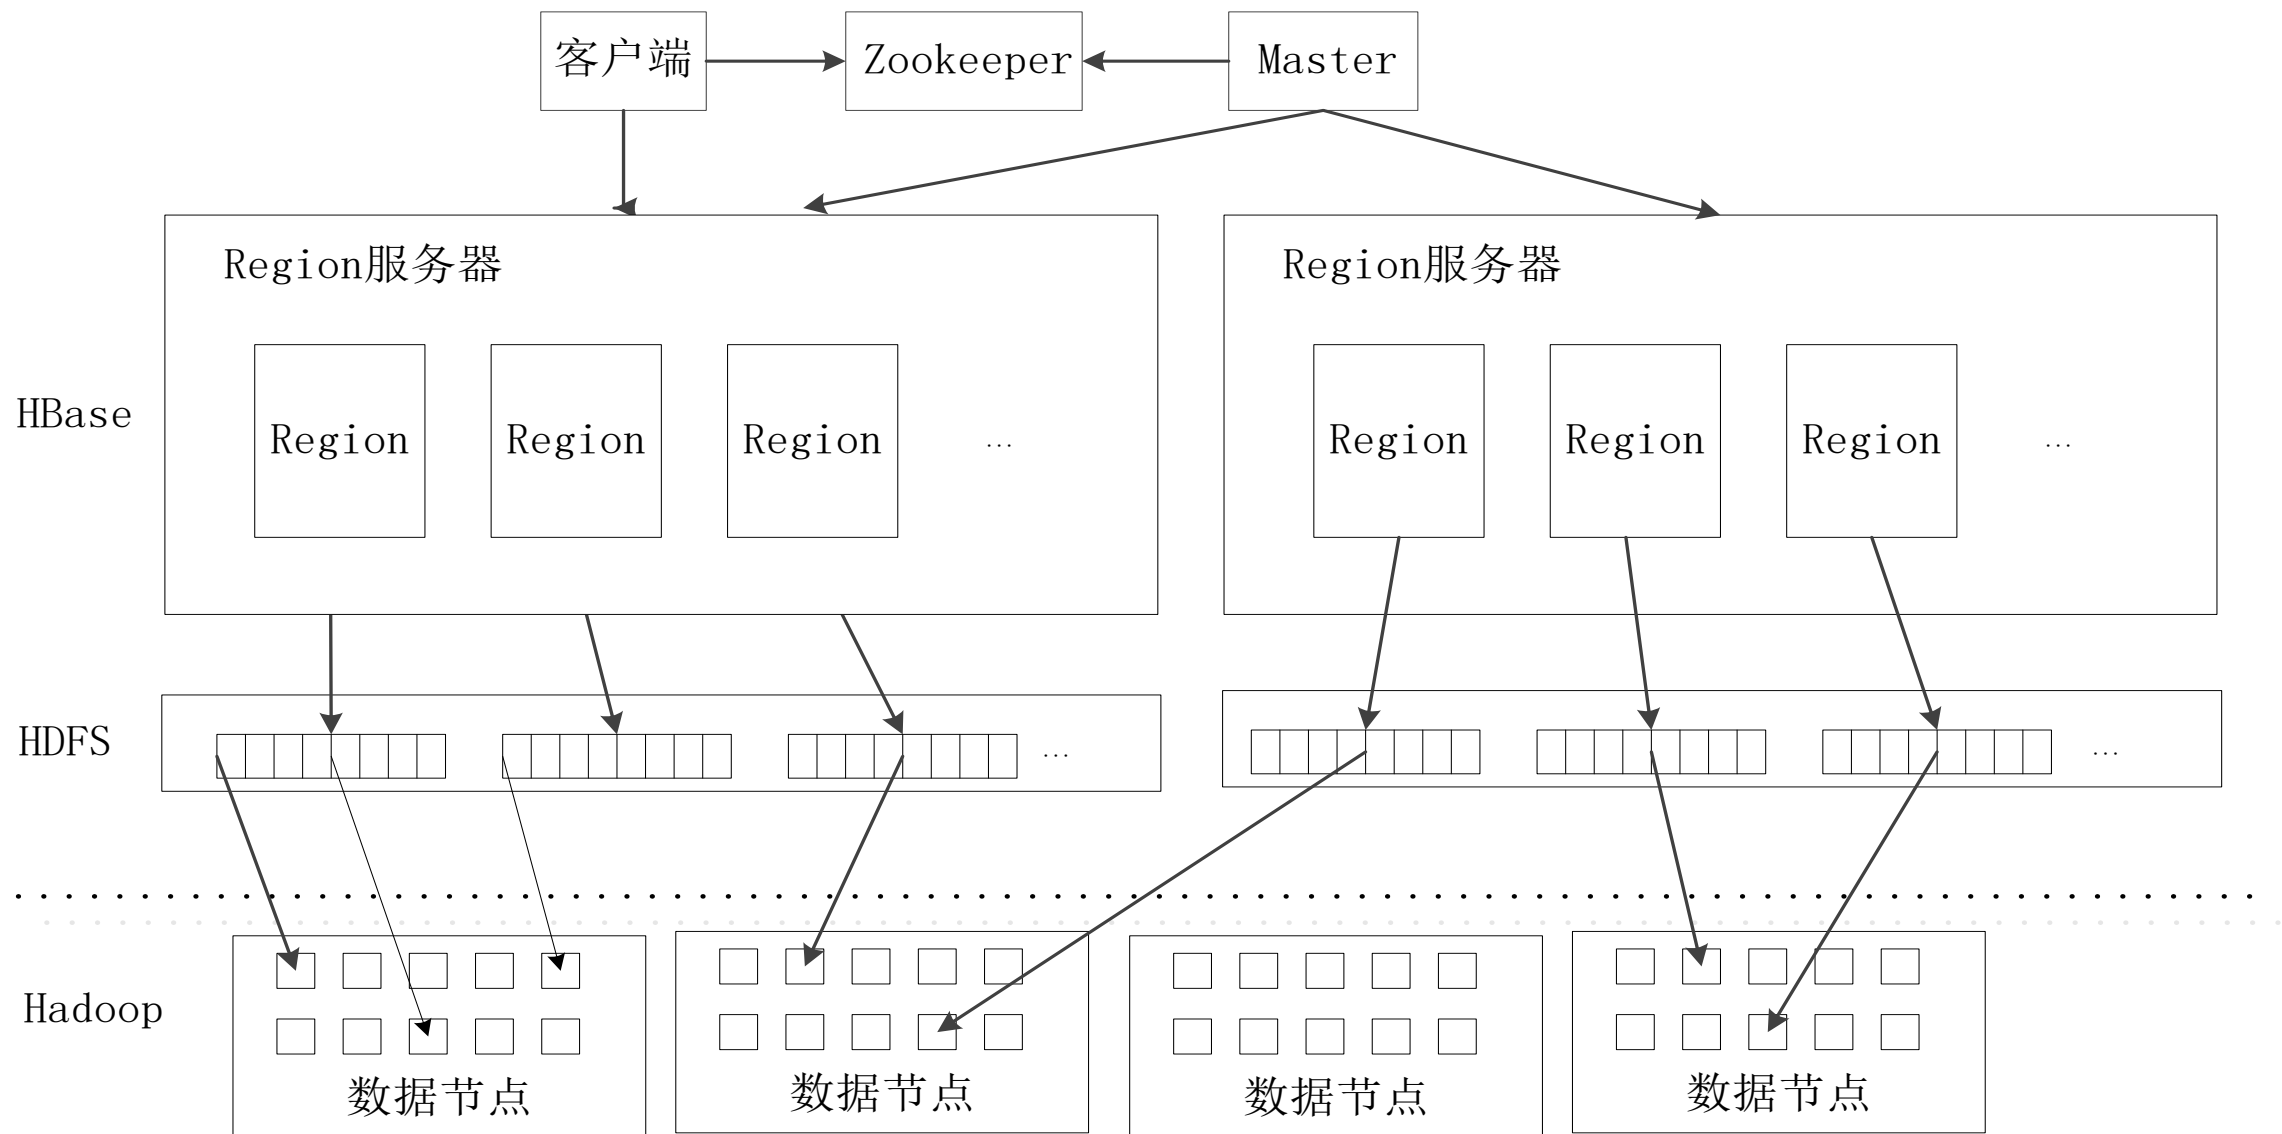 客户端
Zookeeper
Master
Region服务器
Region服务器
HBase
Region
Region
Region
...
Region
Region
Region
...
HDFS
...
...
Hadoop
数据节点
数据节点
数据节点
数据节点